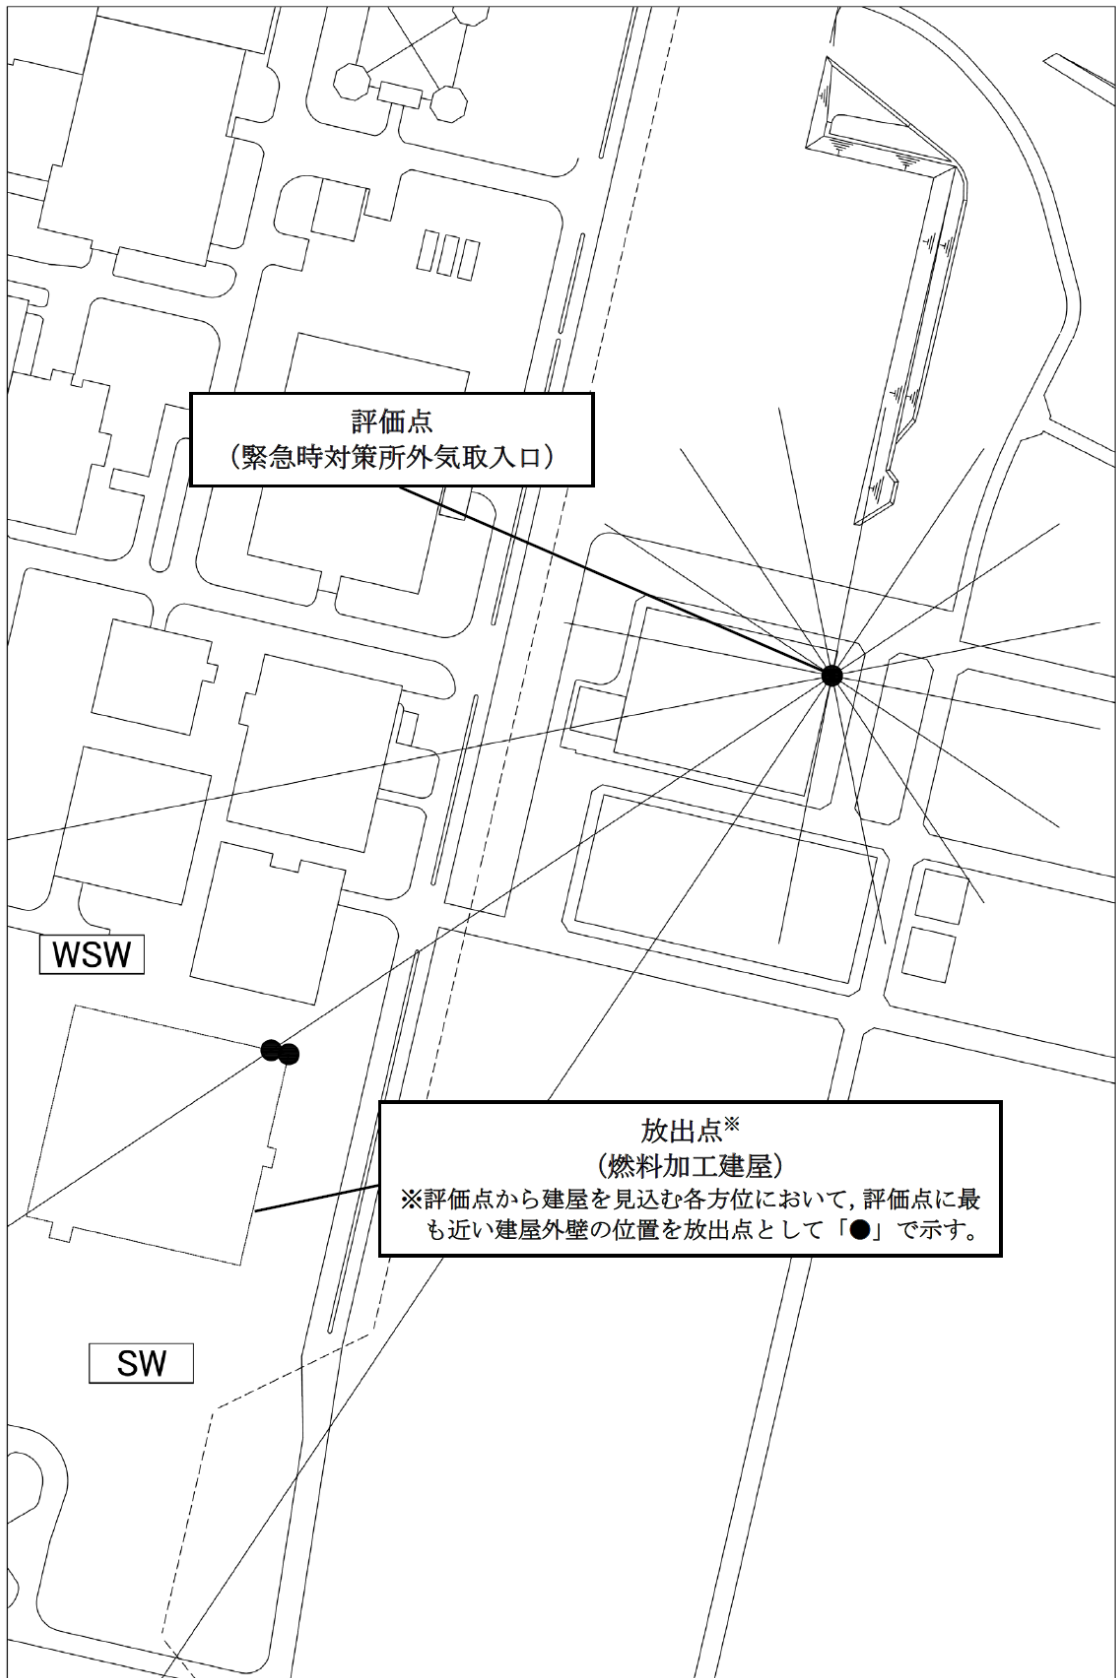 評価点
（緊急時対策所外気取入口）
WSW
放出点※
（燃料加工建屋）
※評価点から建屋を見込む各方位において，評価点に最
も近い建屋外壁の位置を放出点として「●」で示す。
SW